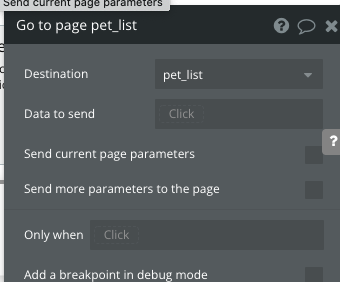 Send current page parameters
Go to page pet_list
Destination
pet_list
Data to send
Click
Send current page parameters
?
Send more parameters to the page
Only when
Click
Add a breakpoint in debug mode